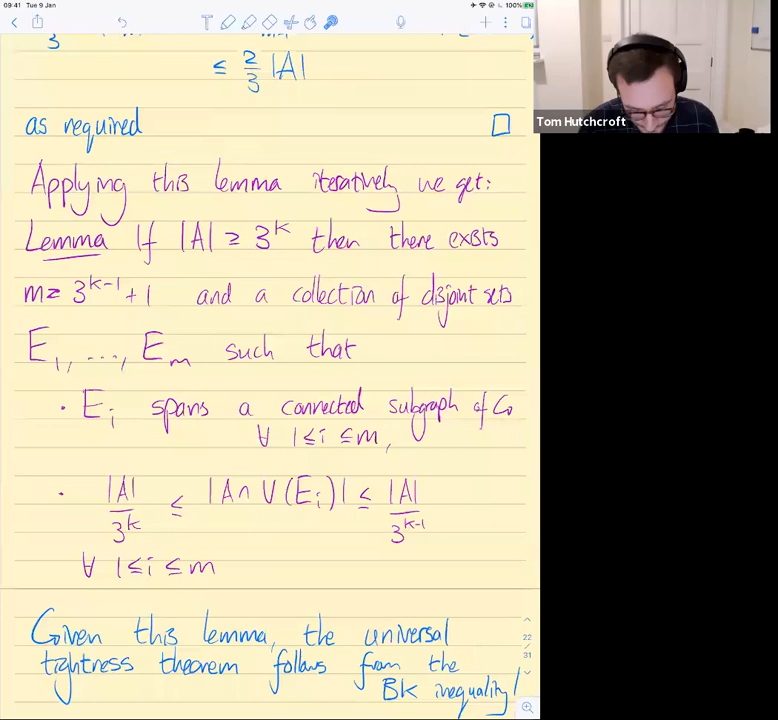 09:41 Tue 9 Jan
100%
3
≤ 2/3 |A|
as required □
Applying this lemma iteratively we get:
Lemma If |A| ≥ 3^k then there exists
m ≥ 3^{k-1} + 1 and a collection of disjoint sets
E_1, ..., E_m such that
· E_i spans a connected subgraph of G
∀ 1 ≤ i ≤ m,
· |A|/3^k ≤ |A ∩ V(E_i)| ≤ |A|/3^{k-1}
∀ 1 ≤ i ≤ m
Given this lemma, the universal
tightness theorem follows from the
BK inequality!
22
/
31
Tom Hutchcroft